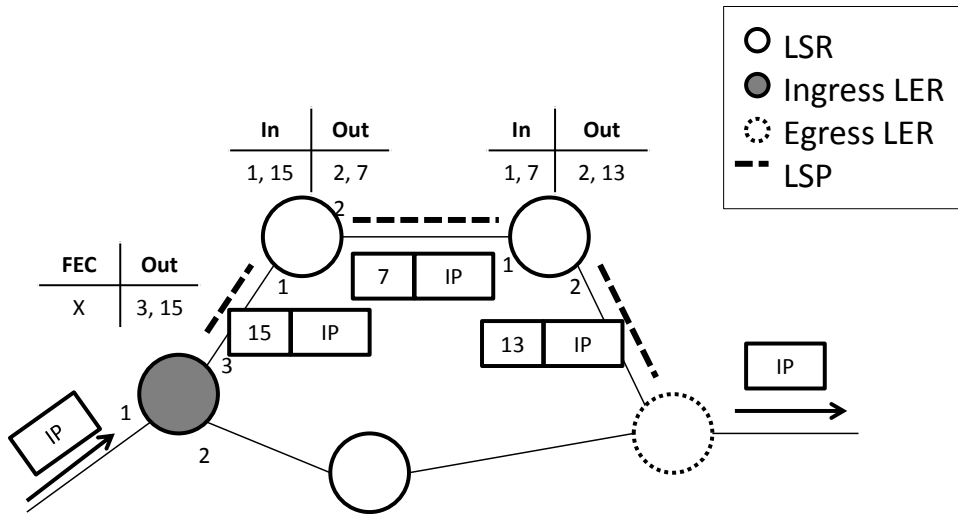 LSR
Ingress LER
Egress LER
LSP
In Out
1, 15 2, 7
In Out
1, 7 2, 13
2
1
7 IP
1
2
FEC Out
X 3, 15
15 IP
13 IP
3
IP
1
IP
2